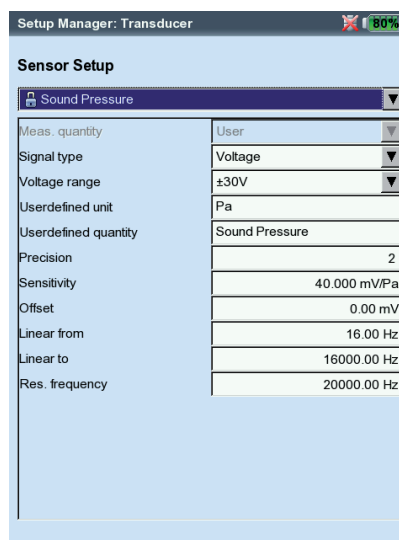 Setup Manager: Transducer 80%
Sensor Setup
Sound Pressure
Meas. quantity User
Signal type Voltage
Voltage range ±30V
Userdefined unit Pa
Userdefined quantity Sound Pressure
Precision 2
Sensitivity 40.000 mV/Pa
Offset 0.00 mV
Linear from 16.00 Hz
Linear to 16000.00 Hz
Res. frequency 20000.00 Hz